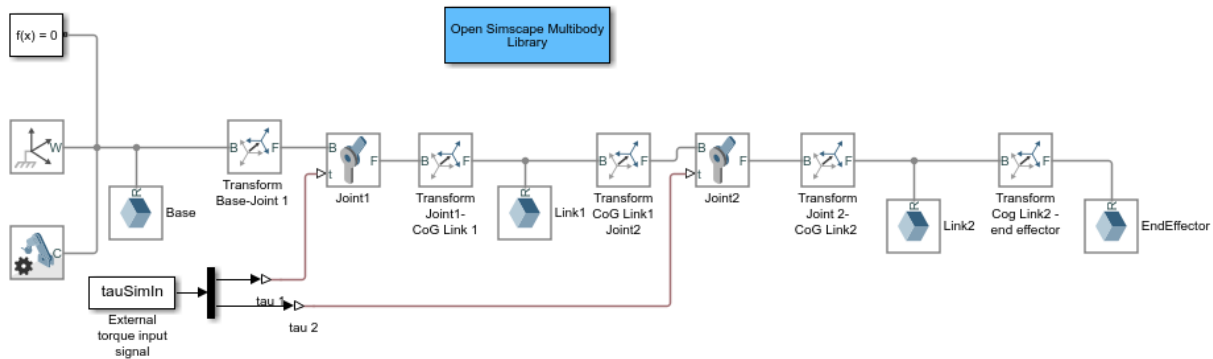 f(x) = 0
Open Simscape Multibody
Library
W
R
Base
C
B
F
Transform
Base-Joint 1
B
t
F
Joint1
B
F
Transform
Joint1-
CoG Link 1
R
Link1
B
F
Transform
CoG Link1
Joint2
B
t
F
Joint2
B
F
Transform
Joint 2-
CoG Link2
R
Link2
B
F
Transform
Cog Link2 -
end effector
R
EndEffector
tauSimIn
External
torque input
signal
tau 1
tau 2